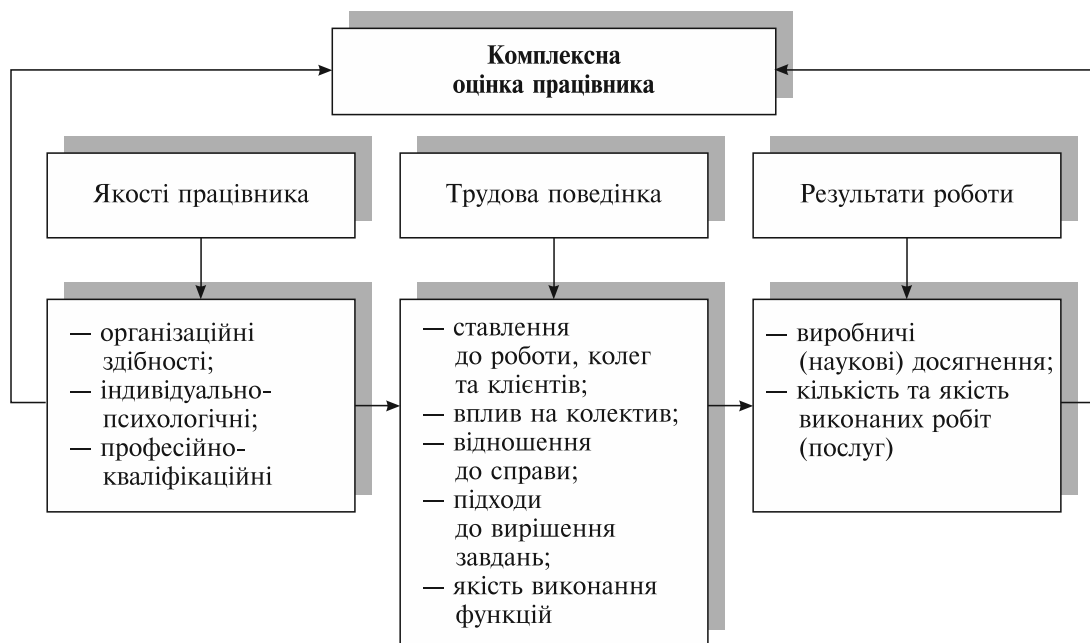 Комплексна
оцінка працівника
Якості працівника
Трудова поведінка
Результати роботи
— організаційні
здібності;
— індивідуально-
психологічні;
— професійно-
кваліфікаційні
— ставлення
до роботи, колег
та клієнтів;
— вплив на колектив;
— відношення
до справи;
— підходи
до вирішення
завдань;
— якість виконання
функцій
— виробничі
(наукові) досягнення;
— кількість та якість
виконаних робіт
(послуг)